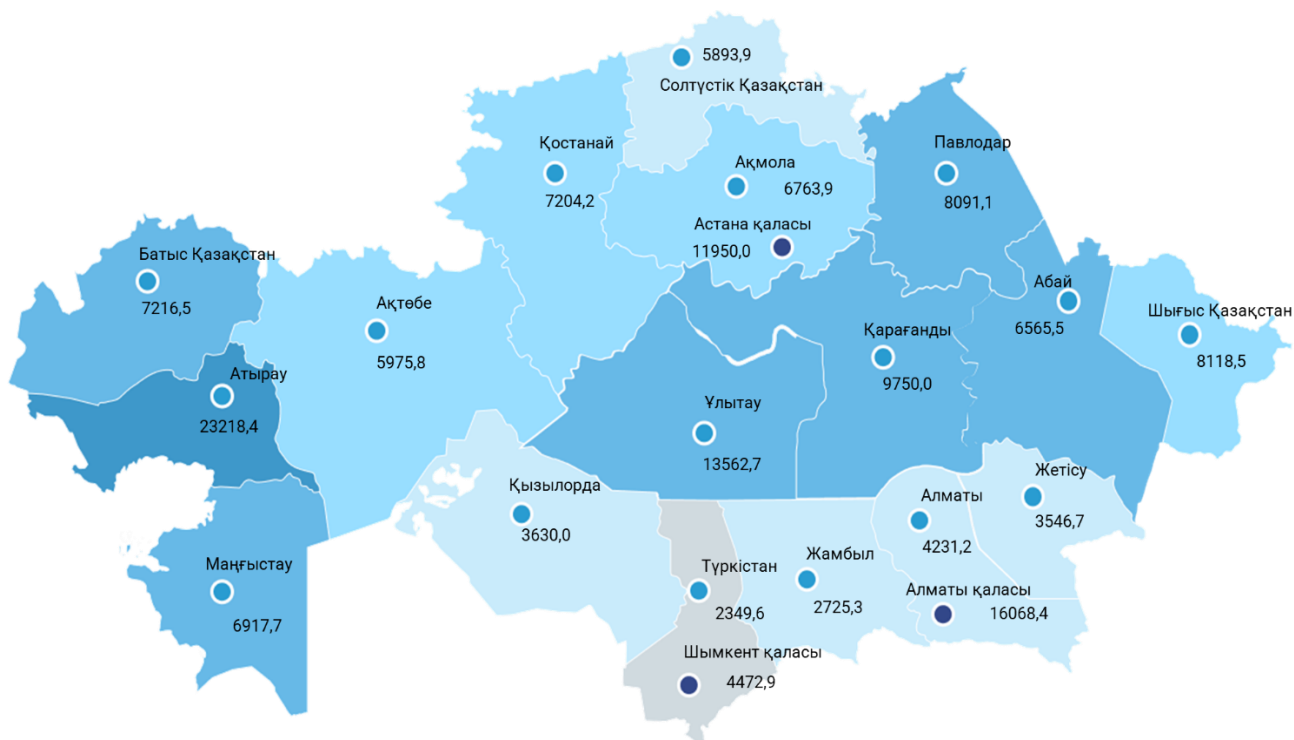 5893,9
Солтүстік Қазақстан
Қостанай
7204,2
Ақмола
6763,9
Астана қаласы
11950,0
Павлодар
8091,1
Батыс Қазақстан
7216,5
Ақтөбе
5975,8
Абай
6565,5
Шығыс Қазақстан
8118,5
Қарағанды
9750,0
Атырау
23218,4
Ұлытау
13562,7
Қызылорда
3630,0
Алматы
4231,2
Жетісу
3546,7
Маңғыстау
6917,7
Түркістан
2349,6
Жамбыл
2725,3
Алматы қаласы
16068,4
Шымкент қаласы
4472,9